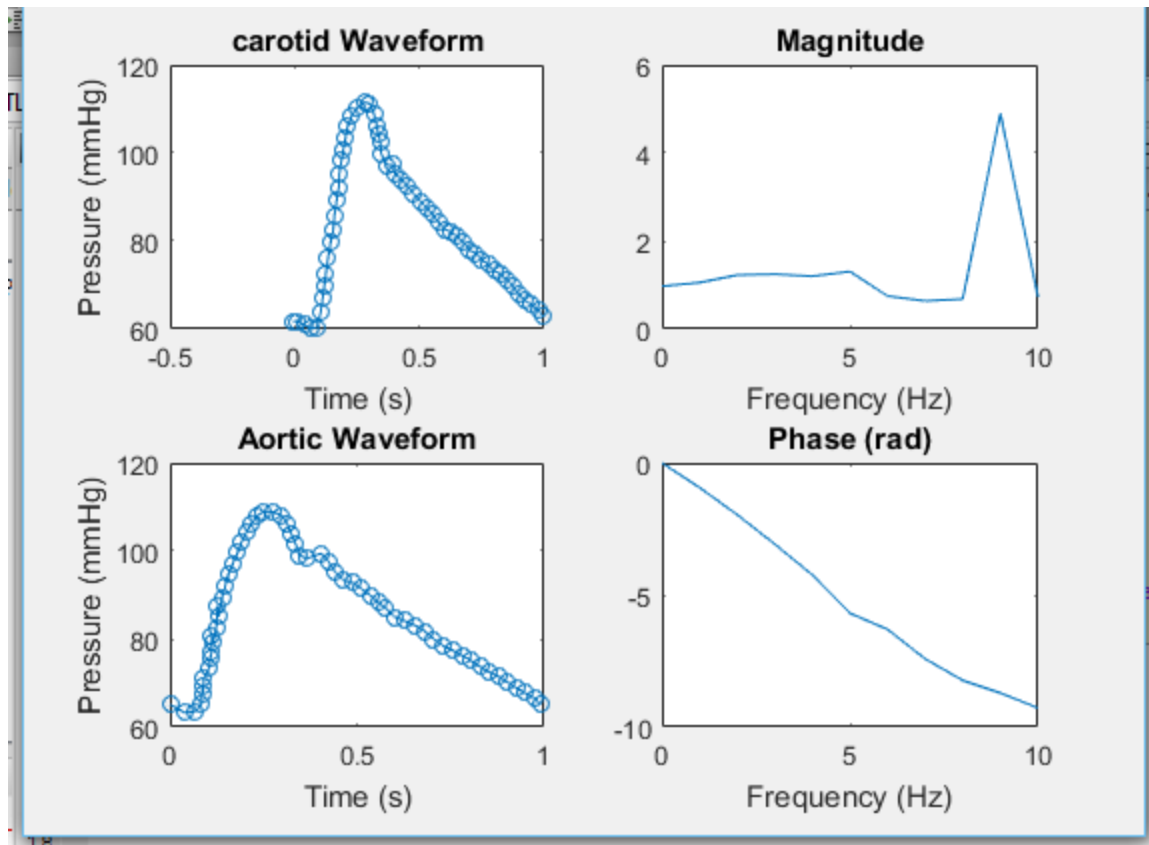 carotid Waveform
120
100
80
60
-0.5
0
0.5
1
Pressure (mmHg)
Time (s)
Magnitude
6
4
2
0
0
5
10
Frequency (Hz)
Aortic Waveform
120
100
80
60
0
0.5
1
Pressure (mmHg)
Time (s)
Phase (rad)
0
-5
-10
0
5
10
Frequency (Hz)